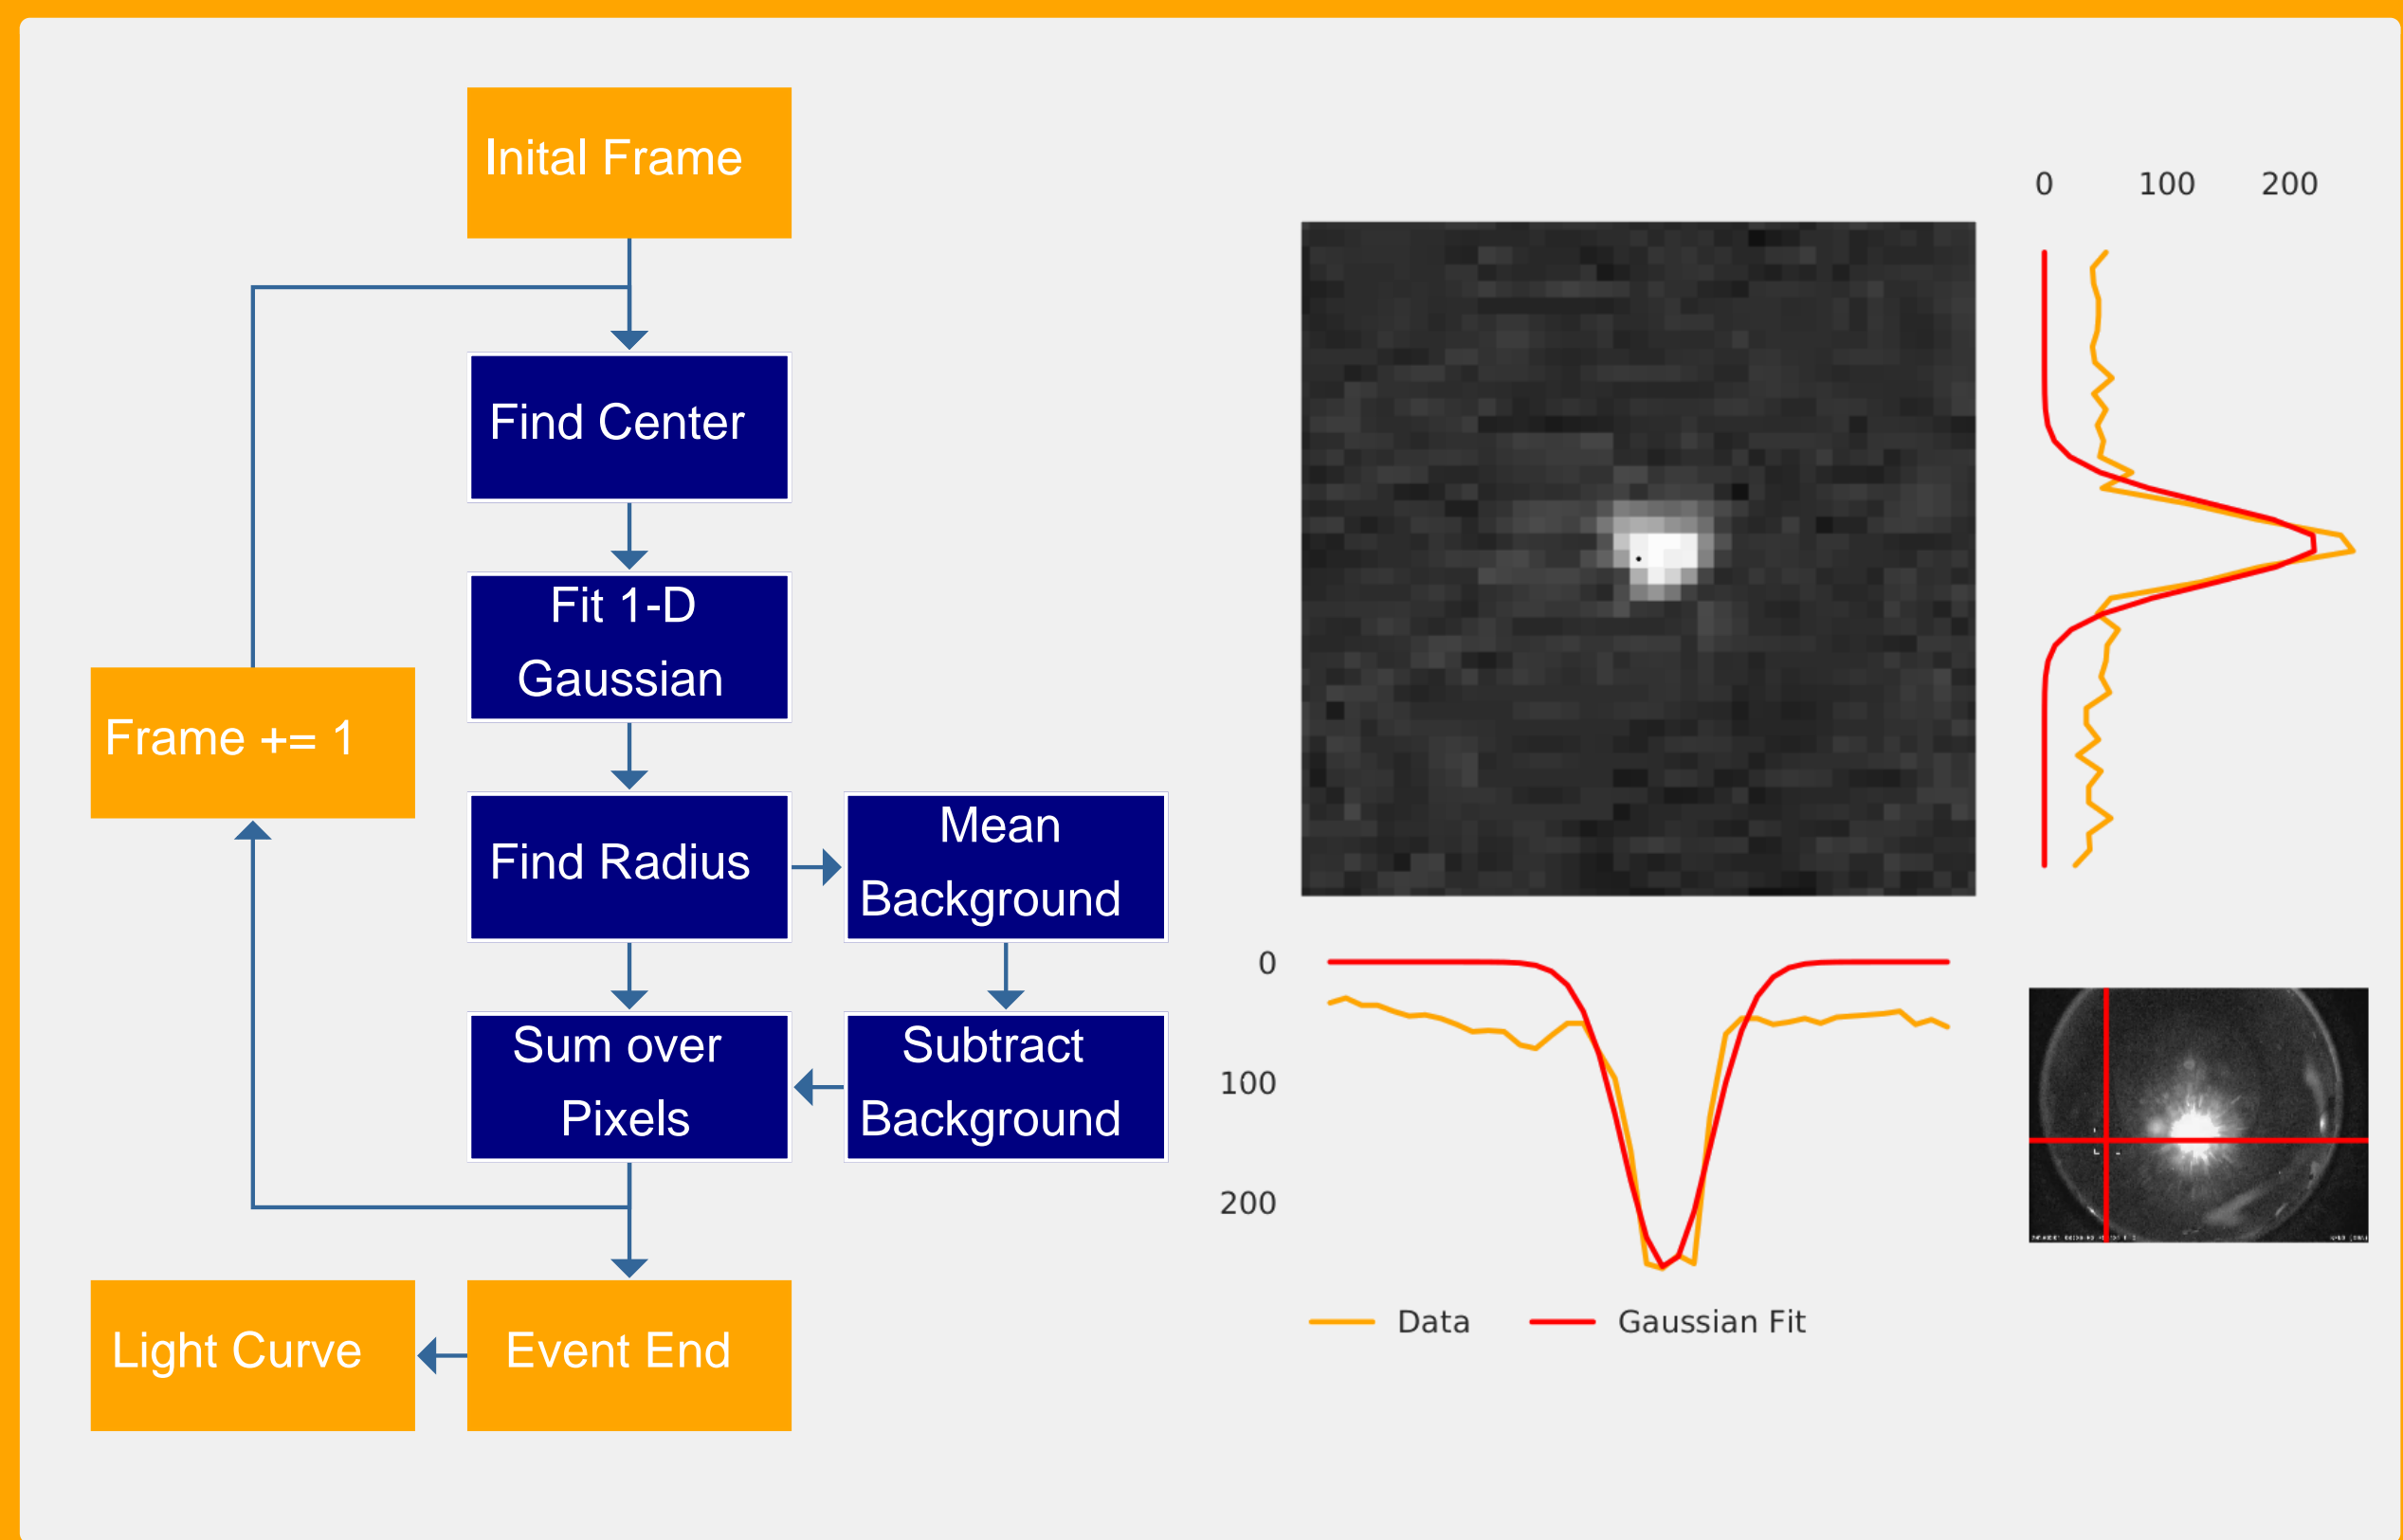 Inital Frame
Find Center
Fit 1-D
Gaussian
Frame += 1
Find Radius
Mean
Background
Sum over
Pixels
Subtract
Background
Light Curve
Event End
0 100 200
0
100
200
Data
Gaussian Fit